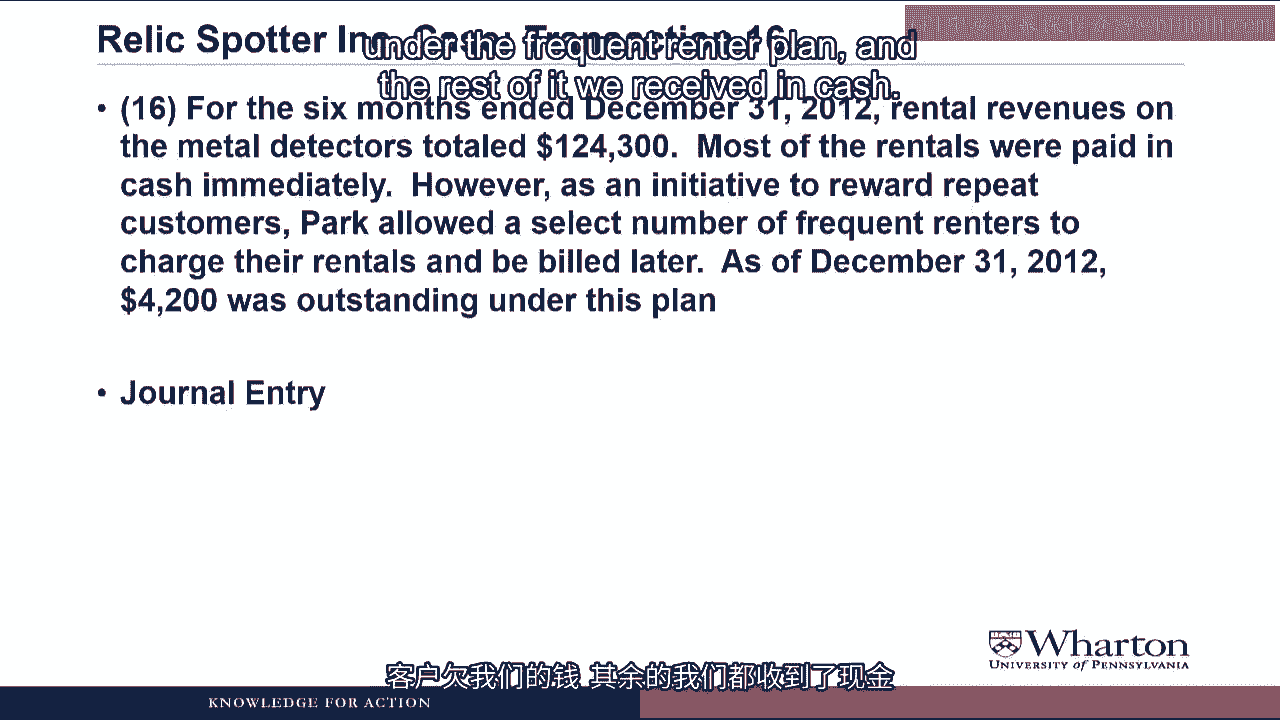 Relic Spotter Inc. Case: Transaction 16
under the frequent renter plan, and
the rest of it we received in cash.
• (16) For the six months ended December 31, 2012, rental revenues on
the metal detectors totaled $124,300. Most of the rentals were paid in
cash immediately. However, as an initiative to reward repeat
customers, Park allowed a select number of frequent renters to
charge their rentals and be billed later. As of December 31, 2012,
$4,200 was outstanding under this plan
• Journal Entry
Wharton
UNIVERSITY of PENNSYLVANIA
客户欠我们的钱 其余的我们都收到了现金
KNOWLEDGE FOR ACTION